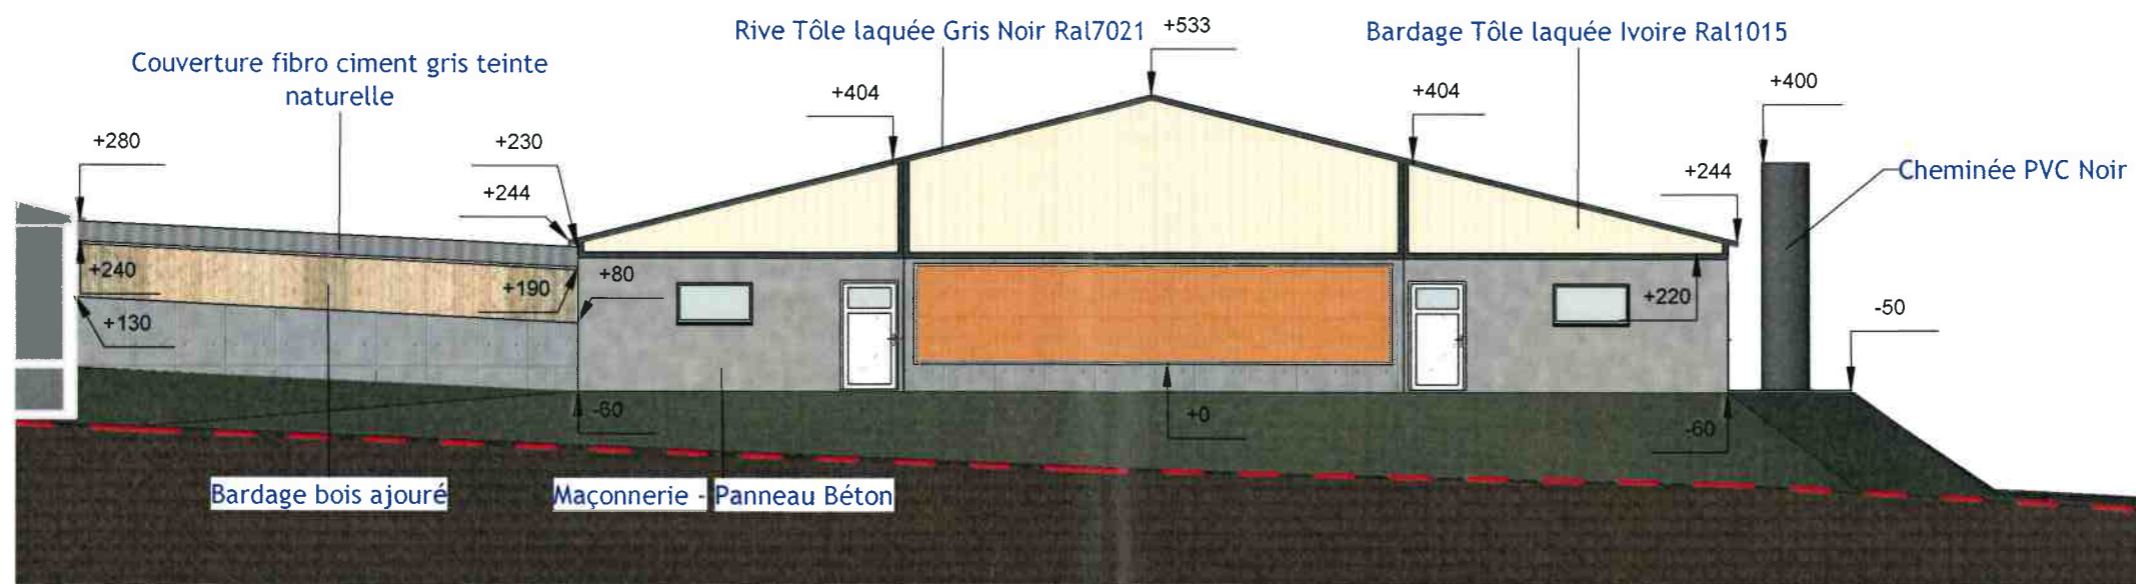 Rive Tôle laquée Gris Noir Ral7021
+533
Bardage Tôle laquée Ivoire Ral1015
Couverture fibro ciment gris teinte
naturelle
+404
+404
+400
+280
+230
+244
+244
Cheminée PVC Noir
+240
+190
+80
+220
+130
-50
-60
+0
-60
Bardage bois ajouré
Maçonnerie - Panneau Béton